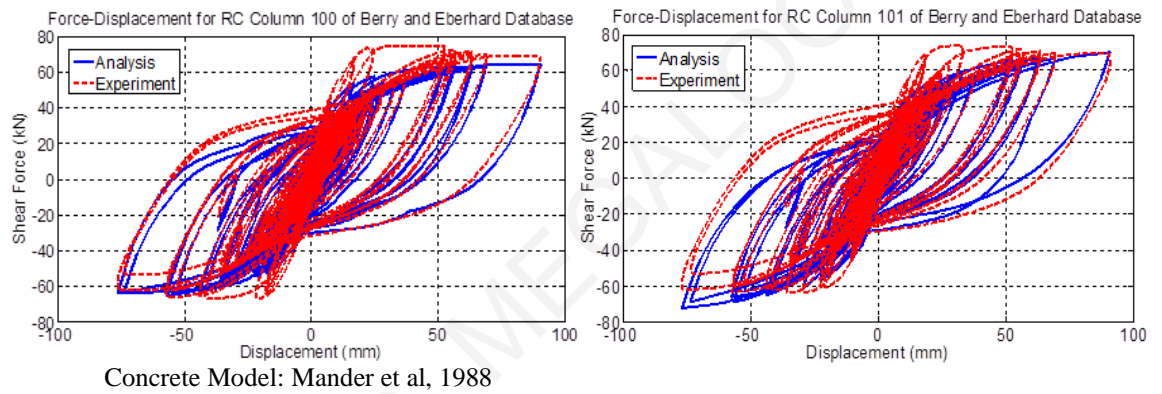 Force-Displacement for RC Column 100 of Berry and Eberhard Database
80
60
40
20
0
-20
-40
-60
-80
Shear Force (kN)
Analysis
Experiment
-100
-50
0
50
100
Displacement (mm)
Force-Displacement for RC Column 101 of Berry and Eberhard Database
80
60
40
20
0
-20
-40
-60
-80
Shear Force (kN)
Analysis
Experiment
-100
-50
0
50
100
Displacement (mm)
Concrete Model: Mander et al, 1988